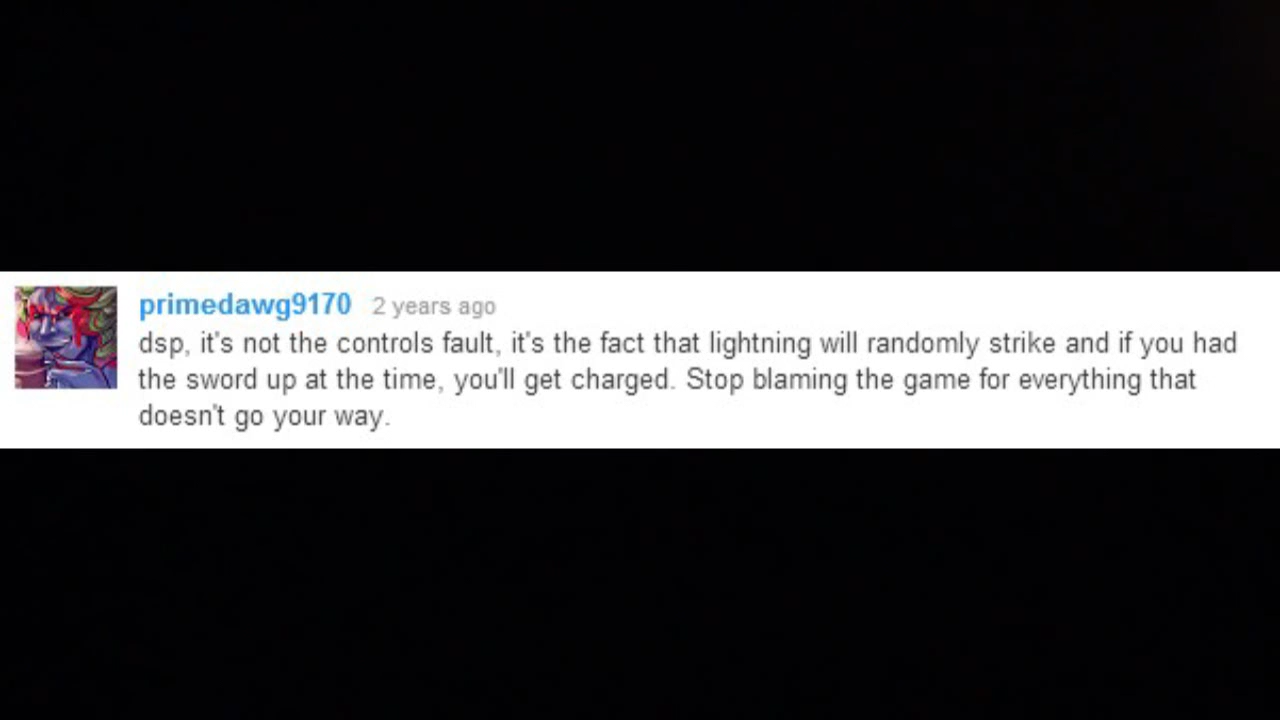 primedawg9170 2 years ago
dsp, it's not the controls fault, it's the fact that lightning will randomly strike and if you had
the sword up at the time, you'll get charged. Stop blaming the game for everything that
doesn't go your way.